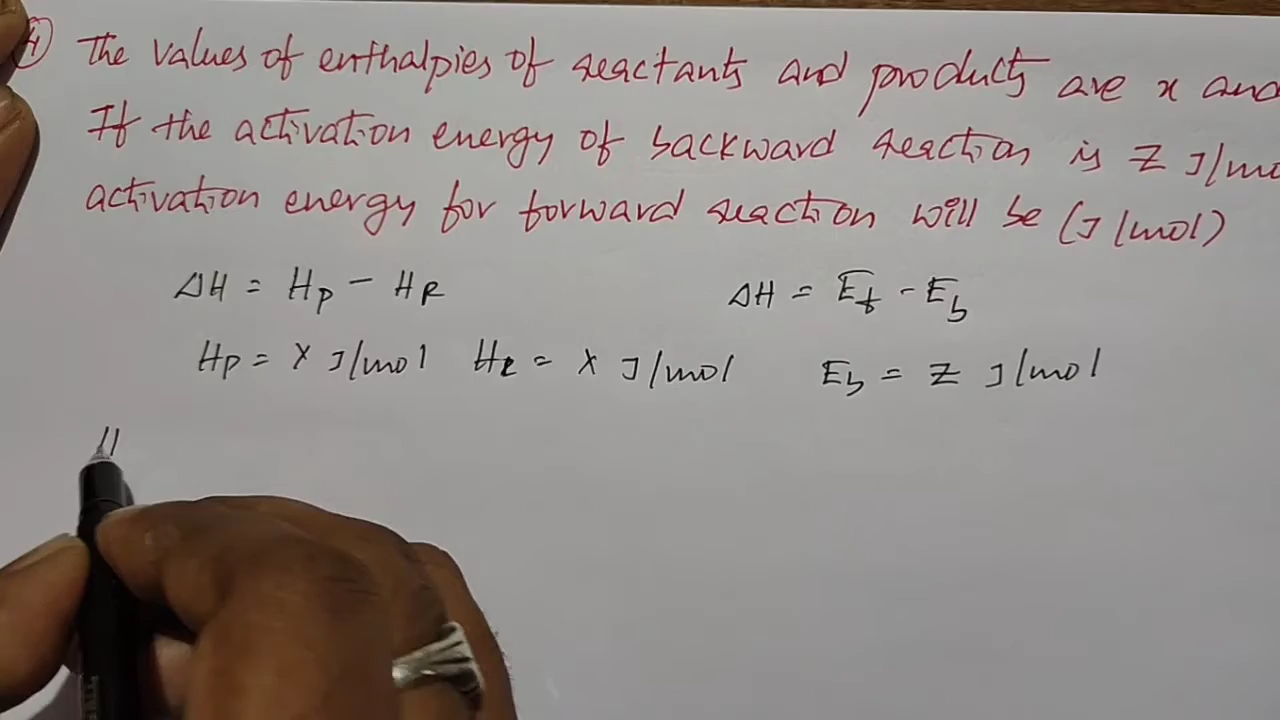 4 The values of enthalpies of reactants and products are x and
If the activation energy of backward reaction is Z J/mo
activation energy for forward reaction will be (J/mol)
ΔH = Hp - HR ΔH = Ef - Eb
Hp = X J/mol HR = X J/mol Eb = Z J/mol